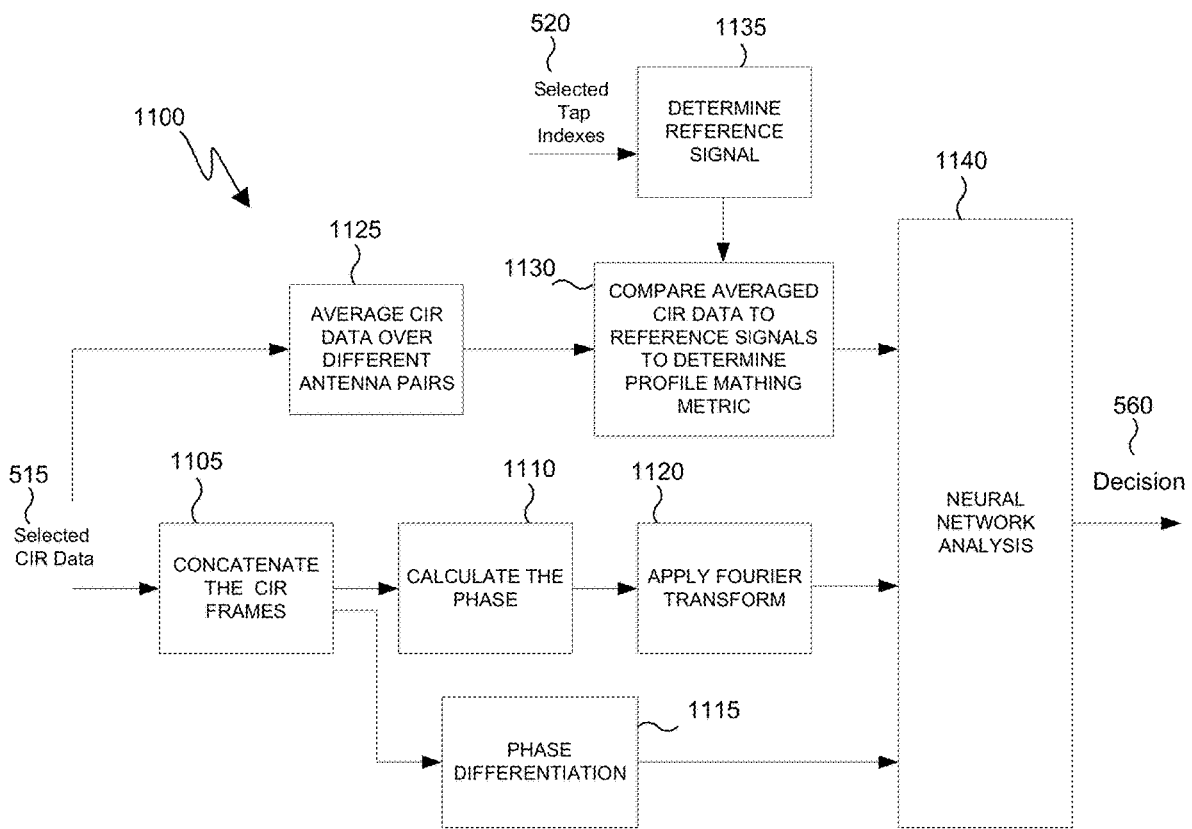 520
1135
Selected
Tap
Indexes
DETERMINE
REFERENCE
SIGNAL
1100
1140
1125
1130
AVERAGE CIR
DATA OVER
DIFFERENT
ANTENNA PAIRS
COMPARE AVERAGED
CIR DATA TO
REFERENCE SIGNALS
TO DETERMINE
PROFILE MATHING
METRIC
560
Decision
515
Selected
CIR Data
1105
1110
1120
CONCATENATE
THE CIR
FRAMES
CALCULATE THE
PHASE
APPLY FOURIER
TRANSFORM
NEURAL
NETWORK
ANALYSIS
1115
PHASE
DIFFERENTIATION